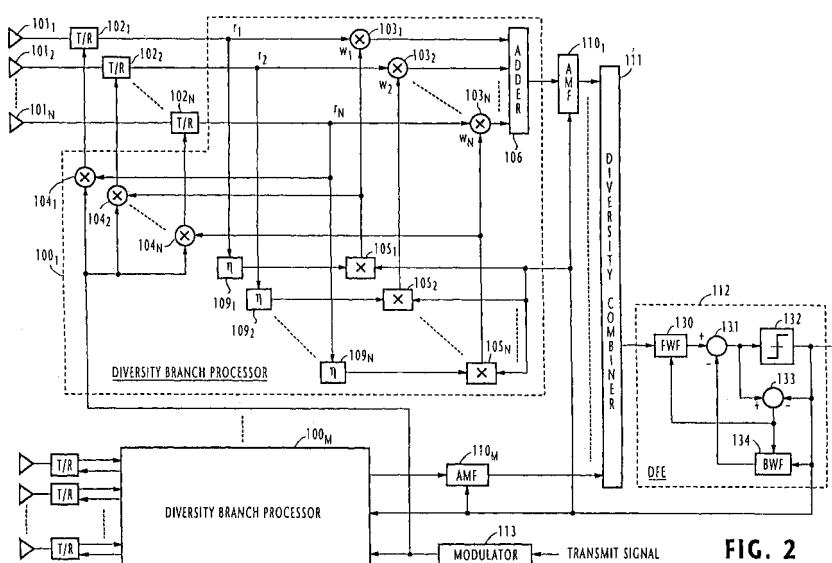 101₁
T/R
102₁
r₁
103₁
w₁
101₂
T/R
102₂
r₂
103₂
w₂
101N
T/R
102N
rN
103N
wN
ADDER
106
110₁
AMF
111
DIVERSITY COMBINER
104₁
104₂
104N
100₁
η
109₁
105₁
η
109₂
105₂
η
109N
105N
DIVERSITY BRANCH PROCESSOR
112
130
FWF
+
131
-
132
133
+
-
134
BWF
DFE
T/R
T/R
T/R
100M
DIVERSITY BRANCH PROCESSOR
110M
AMF
113
MODULATOR
TRANSMIT SIGNAL
FIG. 2